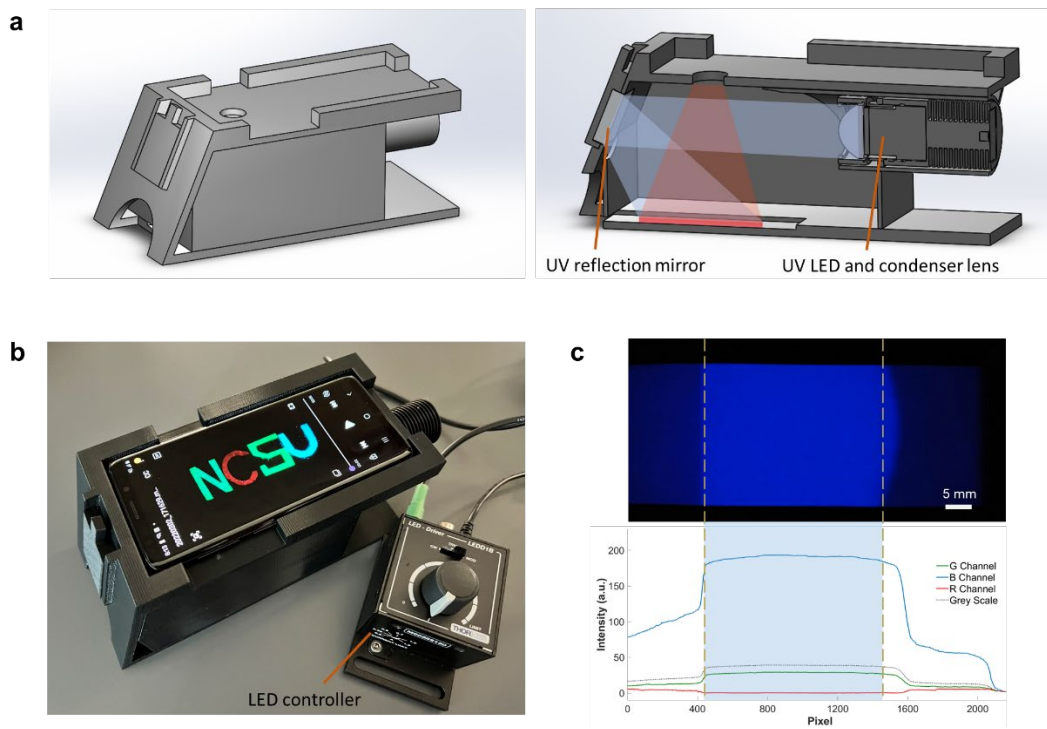 a
UV reflection mirror
UV LED and condenser lens
b
NCSU
LED - Driver LEDD1B
LED controller
c
5 mm
G Channel
B Channel
R Channel
Grey Scale
Intensity (a.u.)
200
150
100
50
0
0 400 800 1200 1600 2000
Pixel